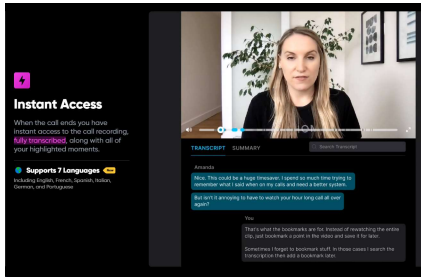 Instant Access
When the call ends you have
instant access to the call recording,
fully transcribed, along with all of
your highlighted moments.
Supports 7 Languages
Including English, French, Spanish, Italian,
German, and Portuguese
TRANSCRIPT SUMMARY
Search Transcript
Amanda
Nice. This could be a huge timesaver. I spend so much time trying to
remember what I said when on my calls and need a better system.
But isn't it annoying to have to watch your hour long call all over
again?
You
That's what the bookmarks are for. Instead of rewatching the entire
clip, just bookmark a point in the video and save it for later.
Sometimes I forget to bookmark stuff. In those cases I search the
transcription then add a bookmark later.